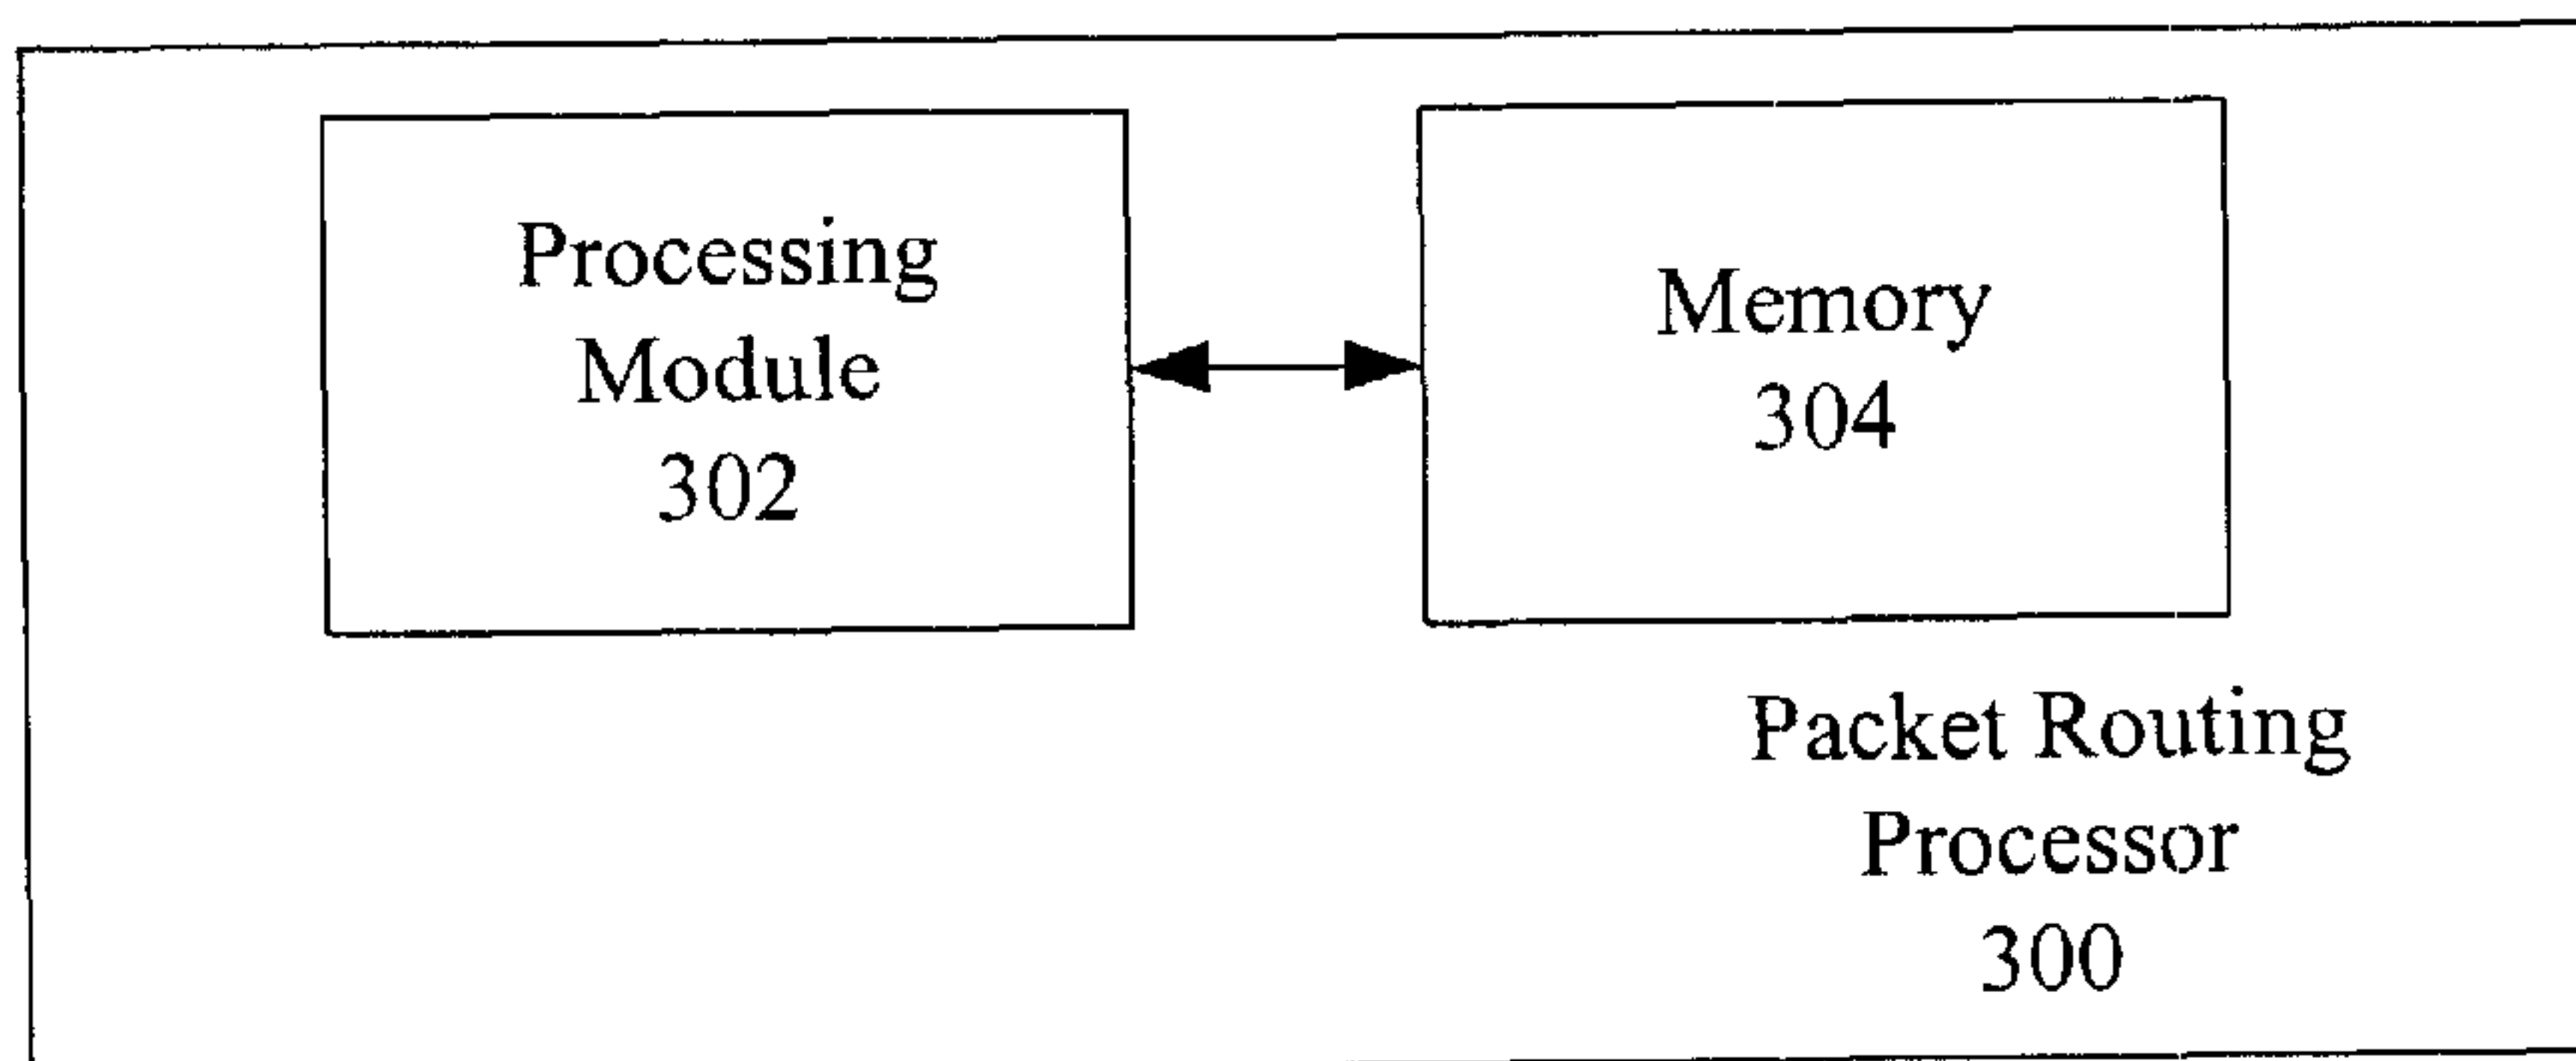 Processing
Module
302
Memory
304
Packet Routing
Processor
300